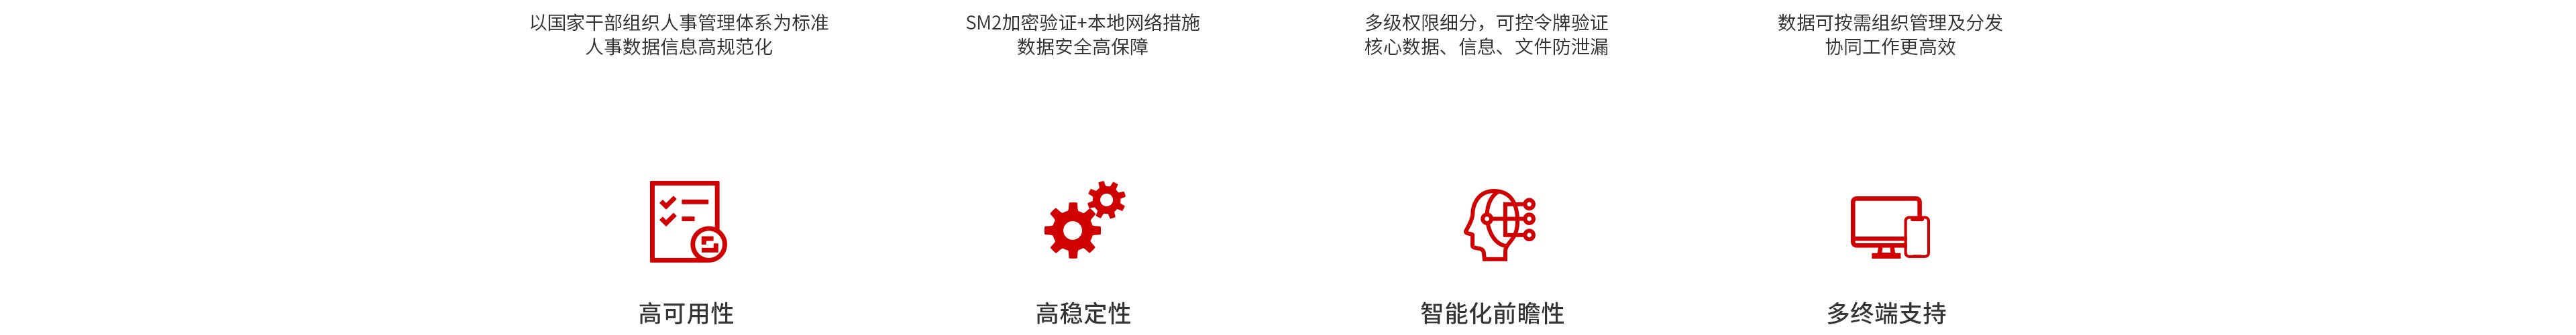 以国家干部组织人事管理体系为标准
人事数据信息高规范化
SM2加密验证+本地网络措施
数据安全高保障
多级权限细分，可控令牌验证
核心数据、信息、文件防泄漏
数据可按需组织管理及分发
协同工作更高效
高可用性
高稳定性
智能化前瞻性
多终端支持